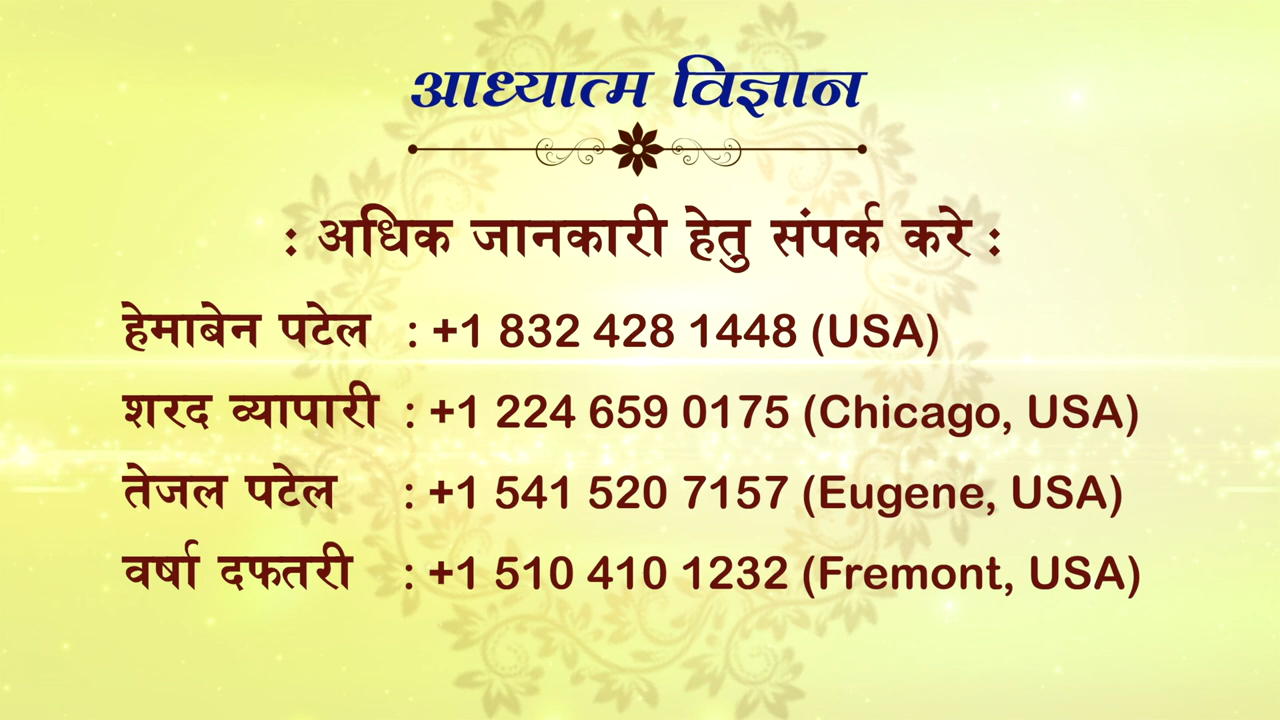 आध्यात्म विज्ञान
: अधिक जानकारी हेतु संपर्क करे :
हेमाबेन पटेल : +1 832 428 1448 (USA)
शरद व्यापारी : +1 224 659 0175 (Chicago, USA)
तेजल पटेल : +1 541 520 7157 (Eugene, USA)
वर्षा दफतरी : +1 510 410 1232 (Fremont, USA)